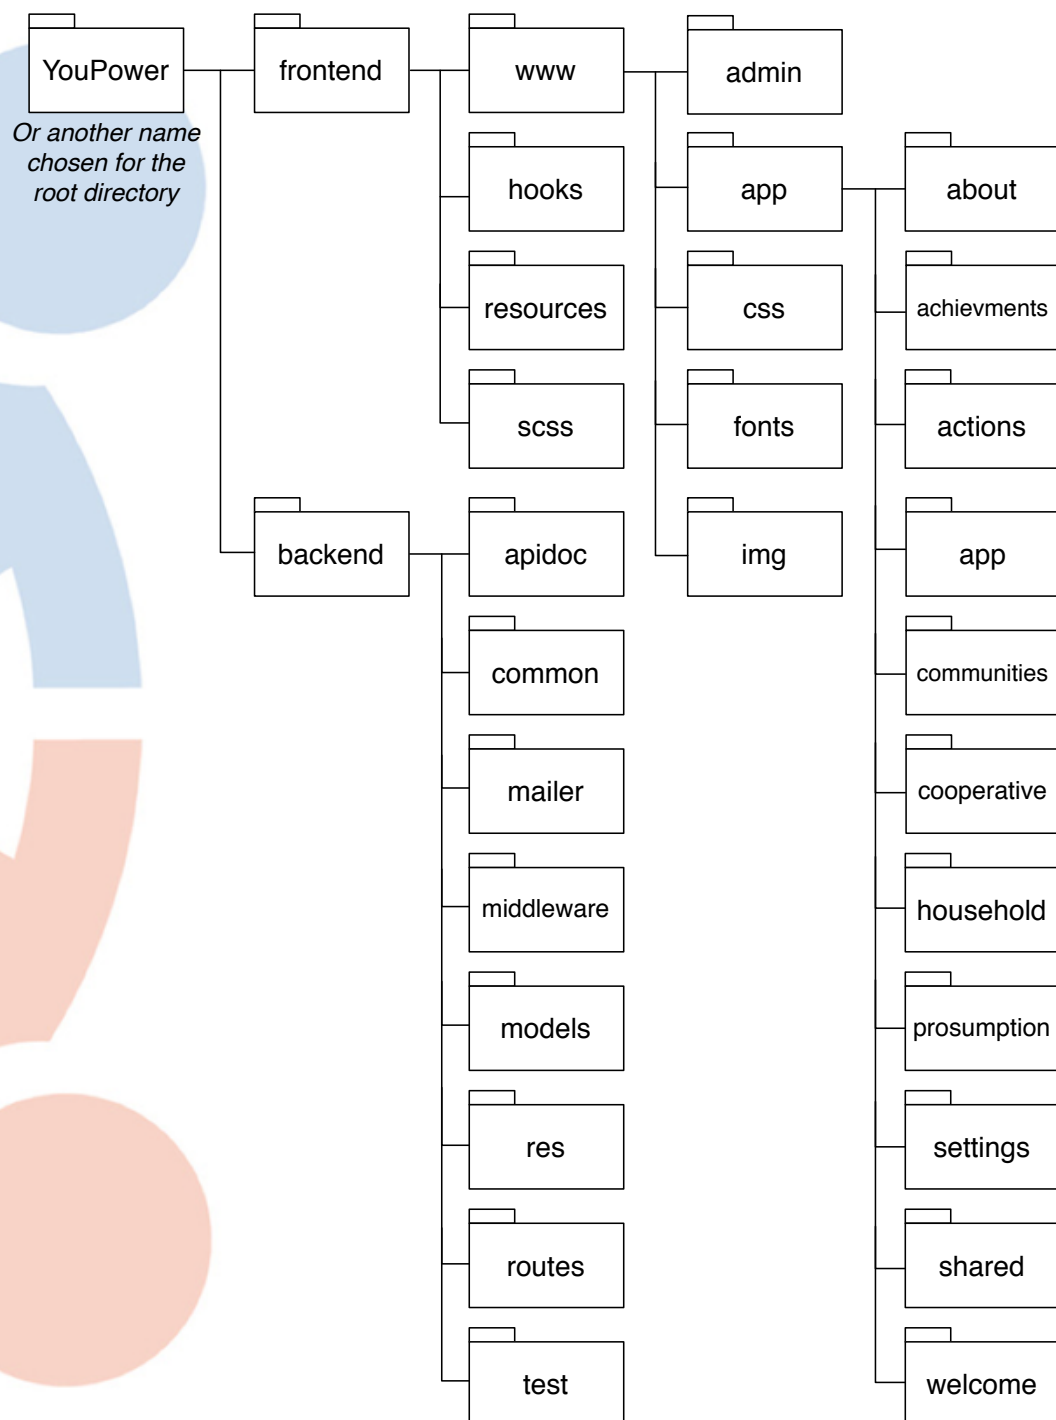 YouPower
frontend
www
admin
Or another name
chosen for the
root directory
hooks
app
about
resources
css
achievments
scss
fonts
actions
backend
apidoc
img
app
common
communities
mailer
cooperative
middleware
household
models
prosumption
res
settings
routes
shared
test
welcome